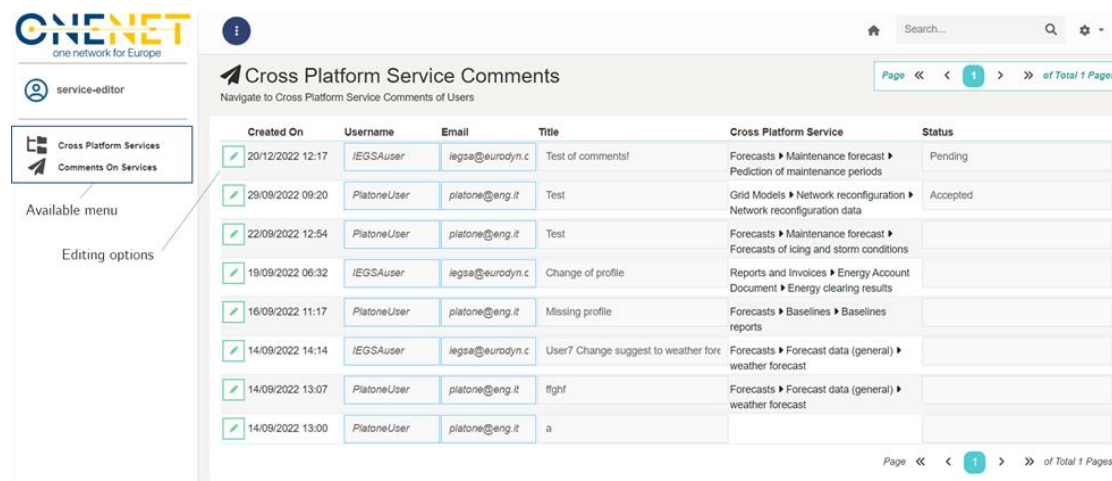 ONENET
one network for Europe
service-editor
Cross Platform Services
Comments On Services
Available menu
Editing options
Search...
Cross Platform Service Comments
Navigate to Cross Platform Service Comments of Users
Page 1 of Total 1 Pages
Created On Username Email Title Cross Platform Service Status
20/12/2022 12:17 IEGSAuser iegsa@eurodyn.c Test of comments! Forecasts Maintenance forecast Pending
Pediction of maintenance periods
29/09/2022 09:20 PlatoneUser platone@eng.it Test Grid Models Network reconfiguration Accepted
Network reconfiguration data
22/09/2022 12:54 PlatoneUser platone@eng.it Test Forecasts Maintenance forecast
Forecasts of icing and storm conditions
19/09/2022 06:32 IEGSAuser iegsa@eurodyn.c Change of profile Reports and Invoices Energy Account
Document Energy clearing results
16/09/2022 11:17 PlatoneUser platone@eng.it Missing profile Forecasts Baselines Baselines
reports
14/09/2022 14:14 IEGSAuser iegsa@eurodyn.c User7 Change suggest to weather fore Forecasts Forecast data (general)
weather forecast
14/09/2022 13:07 PlatoneUser platone@eng.it ffghf Forecasts Forecast data (general)
weather forecast
14/09/2022 13:00 PlatoneUser platone@eng.it a
Page 1 of Total 1 Pages